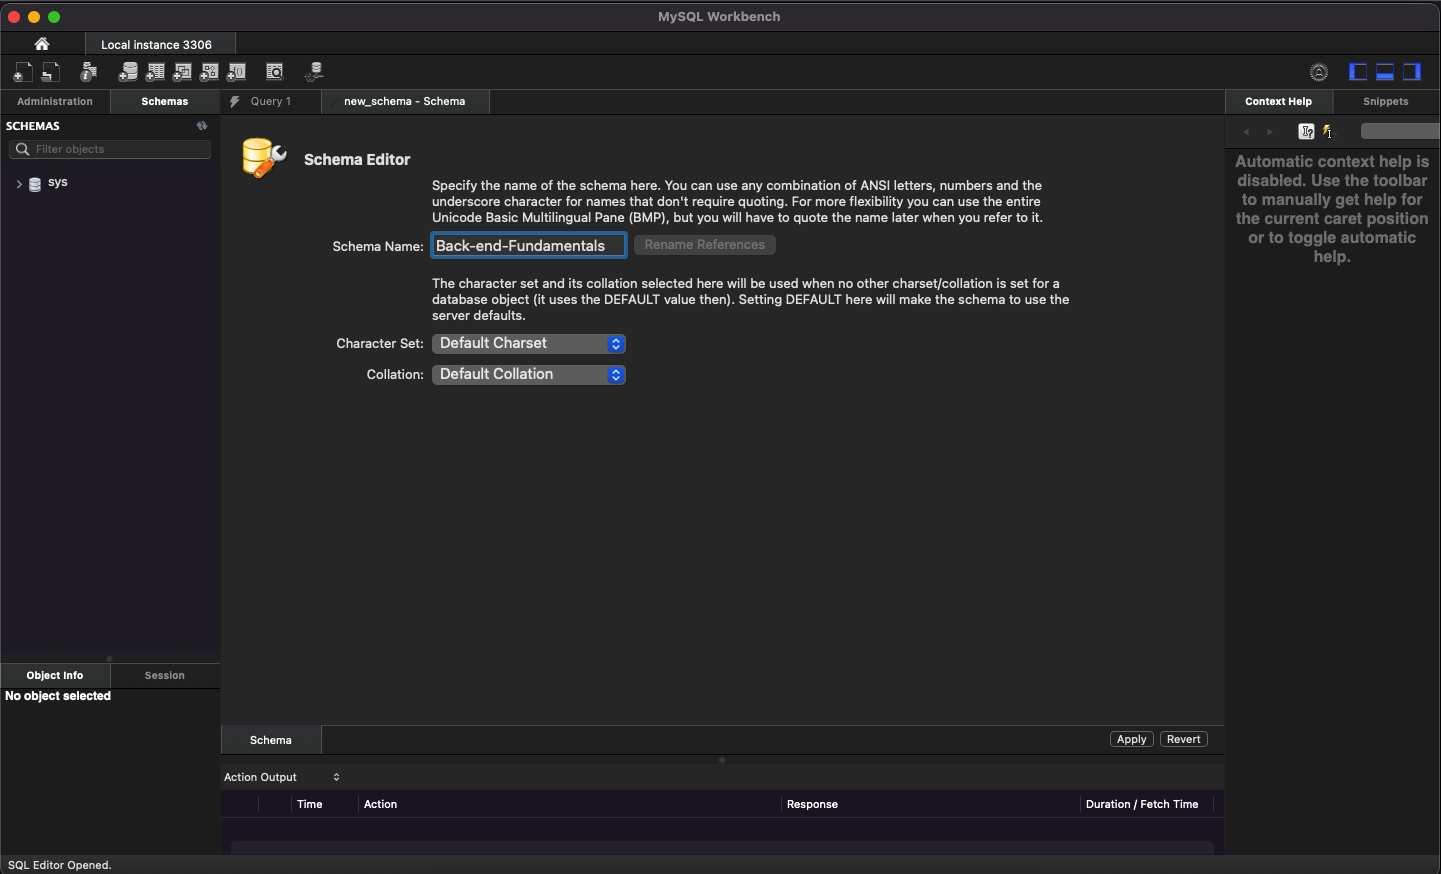 MySQL Workbench
Local instance 3306
Administration
Schemas
Query 1
new_schema - Schema
Context Help
Snippets
SCHEMAS
Filter objects
sys
Schema Editor
Specify the name of the schema here. You can use any combination of ANSI letters, numbers and the
underscore character for names that don't require quoting. For more flexibility you can use the entire
Unicode Basic Multilingual Pane (BMP), but you will have to quote the name later when you refer to it.
Schema Name: Back-end-Fundamentals Rename References
The character set and its collation selected here will be used when no other charset/collation is set for a
database object (it uses the DEFAULT value then). Setting DEFAULT here will make the schema to use the
server defaults.
Character Set: Default Charset
Collation: Default Collation
Automatic context help is
disabled. Use the toolbar
to manually get help for
the current caret position
or to toggle automatic
help.
Object Info
Session
No object selected
Schema
Apply
Revert
Action Output
Time
Action
Response
Duration / Fetch Time
SQL Editor Opened.